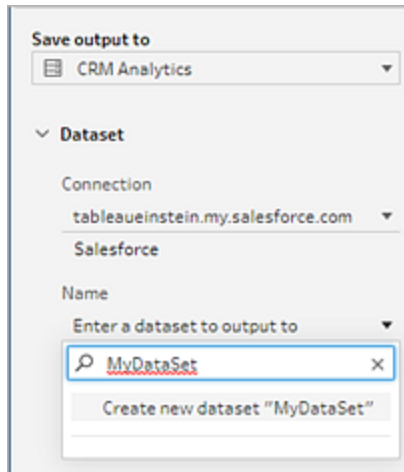 Save output to
CRM Analytics
Dataset
Connection
tableaueinstein.my.salesforce.com
Salesforce
Name
Enter a dataset to output to
MyDataSet
Create new dataset "MyDataSet"